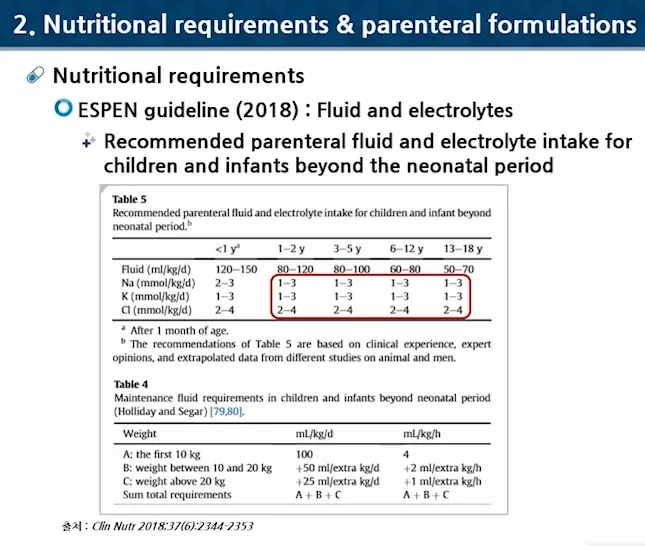 2. Nutritional requirements & parenteral formulations
Nutritional requirements
ESPEN guideline (2018) : Fluid and electrolytes
Recommended parenteral fluid and electrolyte intake for
children and infants beyond the neonatal period
Table 5
Recommended parenteral fluid and electrolyte intake for children and infant beyond
neonatal period.b
<1 ya 1–2 y 3–5 y 6–12 y 13–18 y
Fluid (ml/kg/d) 120–150 80–120 80–100 60–80 50–70
Na (mmol/kg/d) 2–3 1–3 1–3 1–3 1–3
K (mmol/kg/d) 1–3 1–3 1–3 1–3 1–3
Cl (mmol/kg/d) 2–4 2–4 2–4 2–4 2–4
a After 1 month of age.
b The recommendations of Table 5 are based on clinical experience, expert
opinions, and extrapolated data from different studies on animal and men.
Table 4
Maintenance fluid requirements in children and infants beyond neonatal period
(Holliday and Segar) [79,80].
Weight mL/kg/d mL/kg/h
A: the first 10 kg 100 4
B: weight between 10 and 20 kg +50 ml/extra kg/d +2 ml/extra kg/h
C: weight above 20 kg +25 ml/extra kg/d +1 ml/extra kg/h
Sum total requirements A + B + C A + B + C
출처 : Clin Nutr 2018;37(6):2344-2353